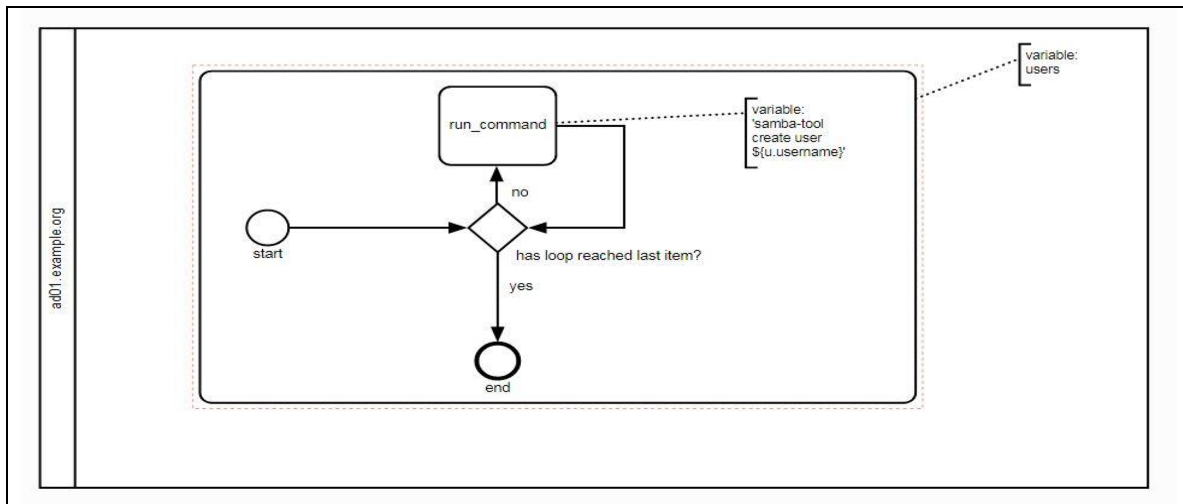 ad01.example.org
variable:
users
run_command
variable:
'samba-tool
create user
${u.username}'
no
start
has loop reached last item?
yes
end